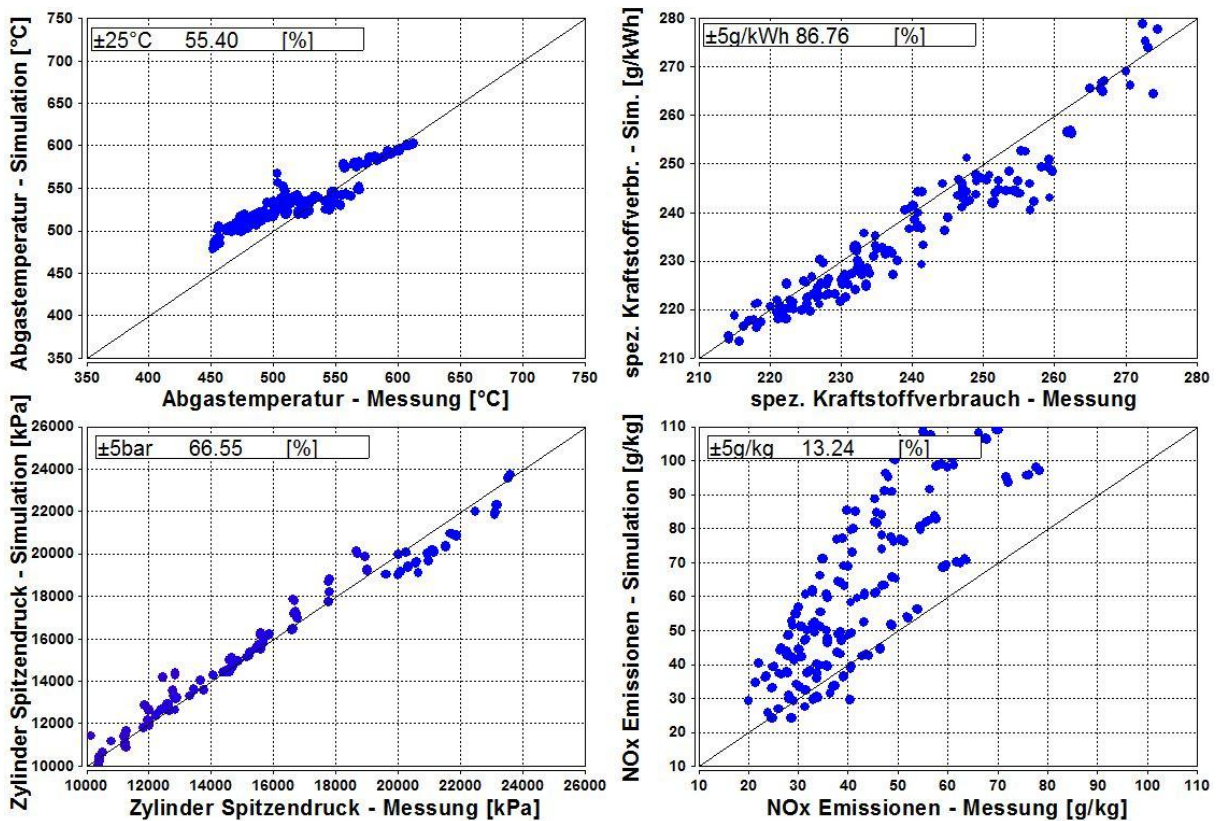 Abgastemperatur - Simulation [°C]
750
700
650
600
550
500
450
400
350
±25°C 55.40 [%]
350 400 450 500 550 600 650 700 750
Abgastemperatur - Messung [°C]
spez. Kraftstoffverbr. - Sim. [g/kWh]
280
270
260
250
240
230
220
210
±5g/kWh 86.76 [%]
210 220 230 240 250 260 270 280
spez. Kraftstoffverbrauch - Messung
Zylinder Spitzendruck - Simulation [kPa]
26000
24000
22000
20000
18000
16000
14000
12000
10000
±5bar 66.55 [%]
10000 12000 14000 16000 18000 20000 22000 24000 26000
Zylinder Spitzendruck - Messung [kPa]
NOx Emissionen - Simulation [g/kg]
110
100
90
80
70
60
50
40
30
20
10
±5g/kg 13.24 [%]
10 20 30 40 50 60 70 80 90 100 110
NOx Emissionen - Messung [g/kg]